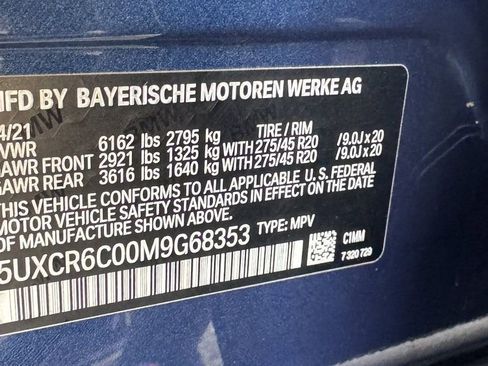 MFD BY BAYERISCHE MOTOREN WERKE AG
4/21
GVWR 6162 lbs 2795 kg TIRE / RIM
GAWR FRONT 2921 lbs 1325 kg WITH 275/45 R20 /9.0J x 20
GAWR REAR 3616 lbs 1640 kg WITH 275/45 R20 /9.0J x 20
THIS VEHICLE CONFORMS TO ALL APPLICABLE U.S. FEDERAL
MOTOR VEHICLE SAFETY STANDARDS IN EFFECT ON THE
DATE OF MANUFACTURE SHOWN ABOVE.
5UXCR6C00M9G68353 TYPE: MPV
C1MM
7 320 729